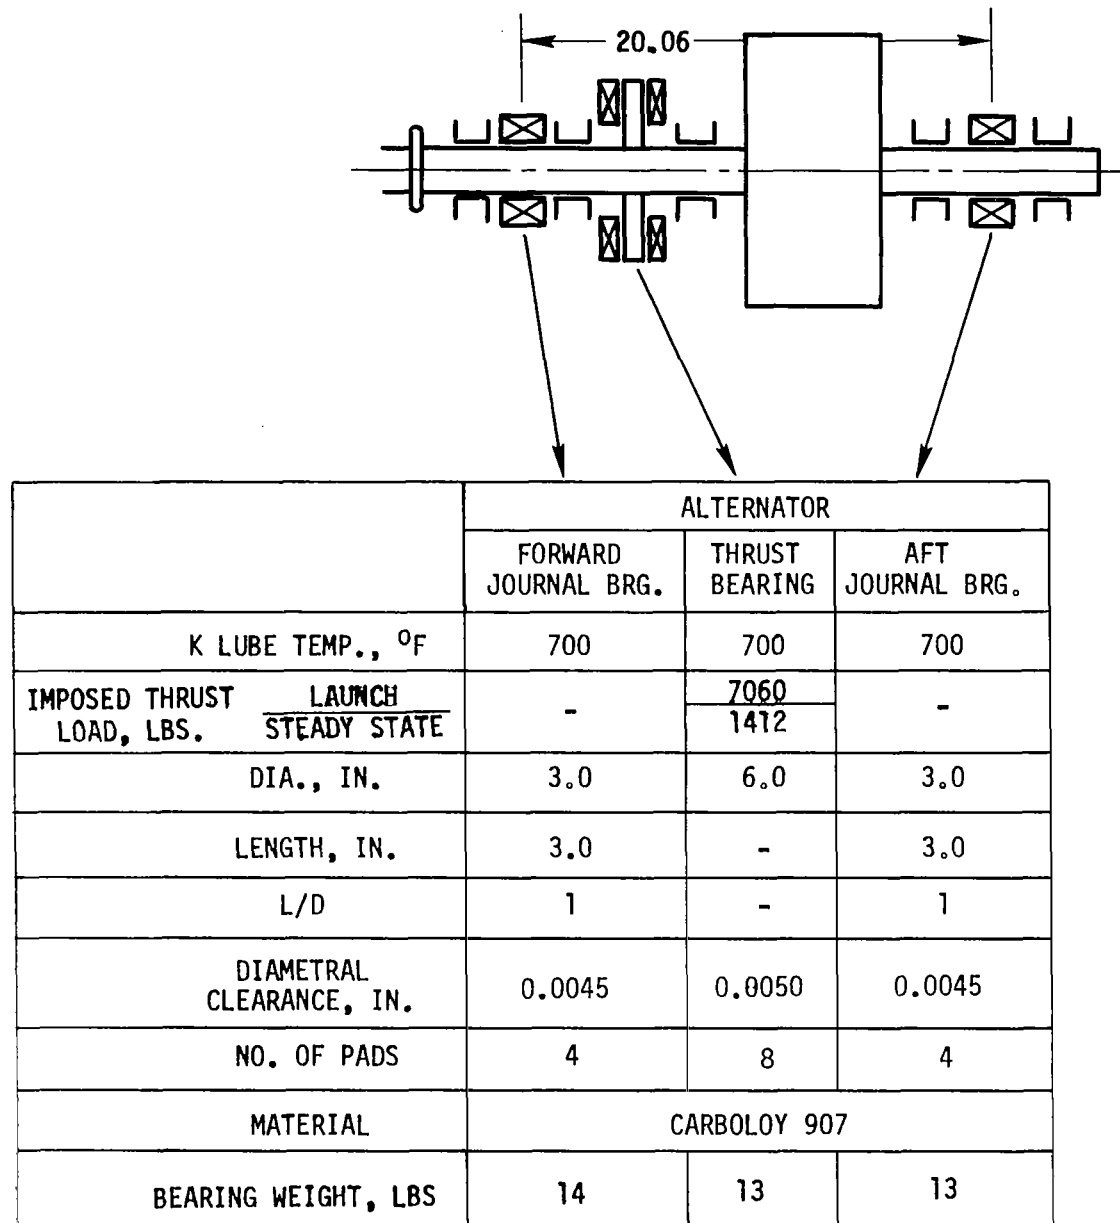 20.06
ALTERNATOR
FORWARD JOURNAL BRG.
THRUST BEARING
AFT JOURNAL BRG.
K LUBE TEMP., °F 700 700 700
IMPOSED THRUST LOAD, LBS. LAUNCH / STEADY STATE - 7060 / 1412 -
DIA., IN. 3.0 6.0 3.0
LENGTH, IN. 3.0 - 3.0
L/D 1 - 1
DIAMETRAL CLEARANCE, IN. 0.0045 0.0050 0.0045
NO. OF PADS 4 8 4
MATERIAL CARBOLOY 907
BEARING WEIGHT, LBS 14 13 13